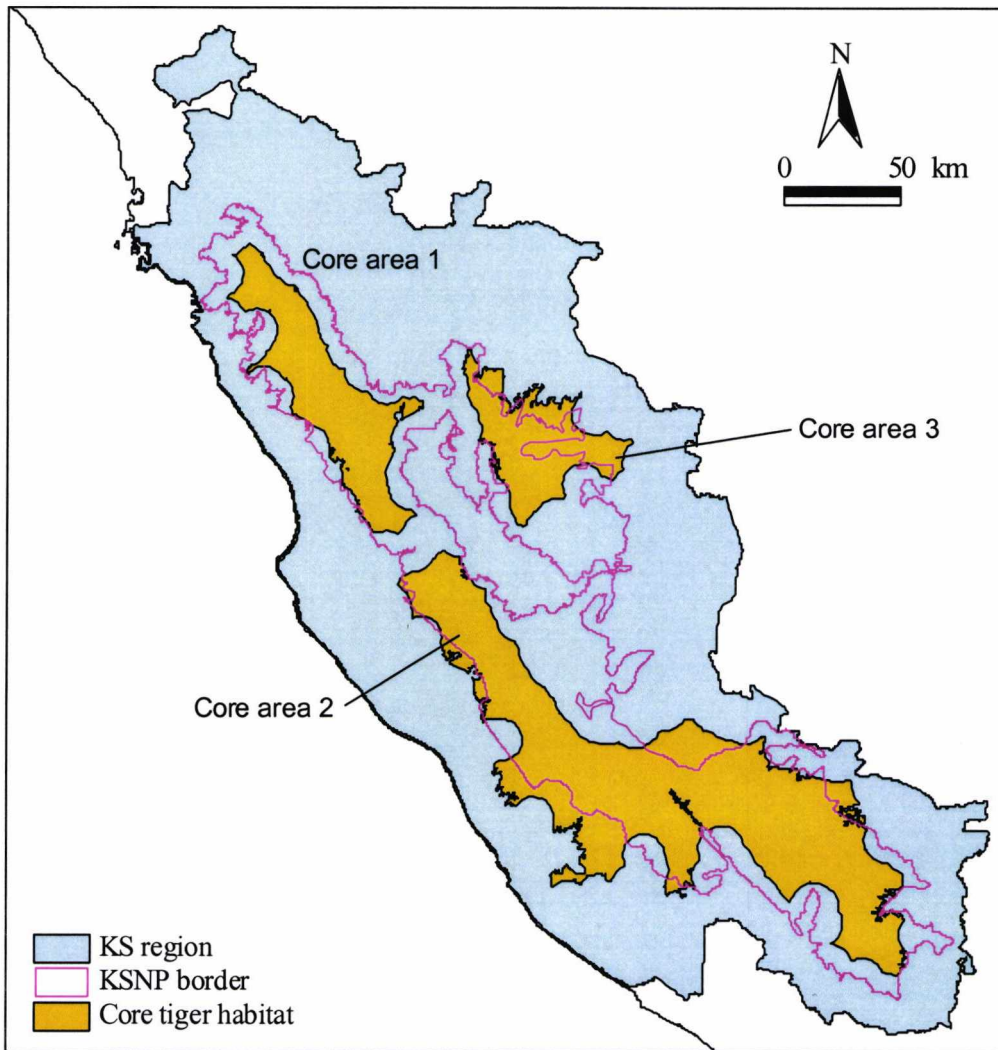 N
0 50 km
Core area 1
Core area 3
Core area 2
KS region
KSNP border
Core tiger habitat